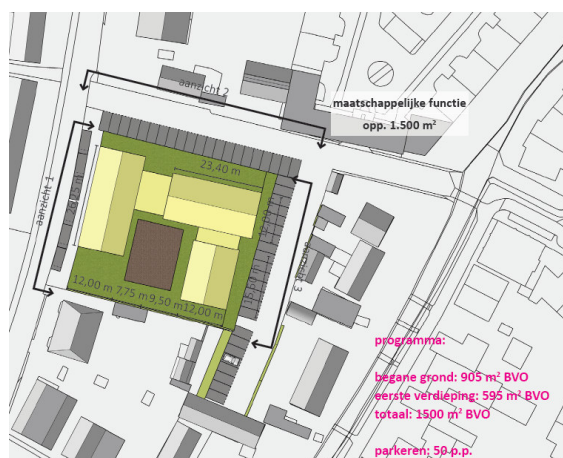 aanzicht 2
maatschappelijke functie
opp. 1.500 m²
23,40 m
aanzicht 1
aanzicht 3
12,00 m 7,75 m 9,50 m 12,00 m
programma:
begane grond: 905 m² BVO
eerste verdieping: 595 m² BVO
totaal: 1500 m² BVO
parkeren: 50 p.p.